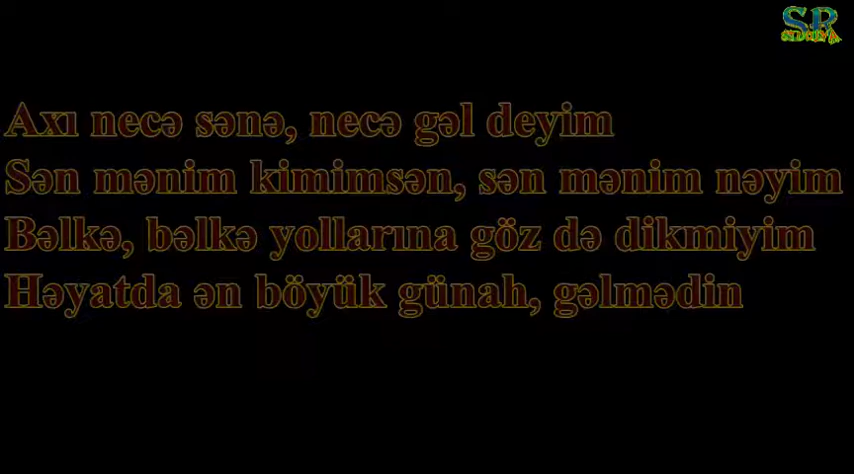 SR
Axı necə sənə, necə gəl deyim
Sən mənim kimimsən, sən mənim nəyim
Bəlkə, bəlkə yollarına göz də dikmiyim
Həyatda ən böyük günah, gəlmədin